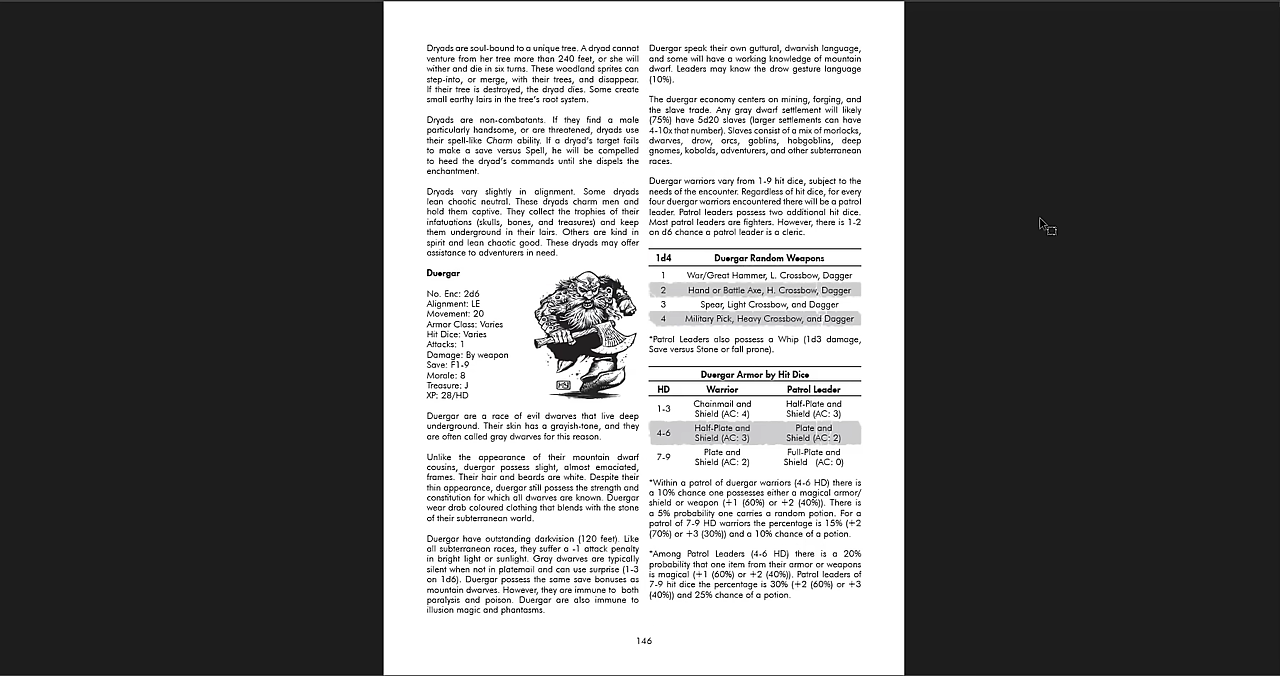 Dryads are soul-bound to a unique tree. A dryad cannot
venture from her tree more than 240 feet, or she will
wither and die in six turns. These woodland sprites can
step-into, or merge, with their trees, and disappear.
If their tree is destroyed, the dryad dies. Some create
small earthy lairs in the tree's root system.
Dryads are non-combatants. If they find a male
particularly handsome, or are threatened, dryads use
their spell-like Charm ability. If a dryad's target fails
to make a save versus Spell, he will be compelled
to heed the dryad's commands until she dispels the
enchantment.
Dryads vary slightly in alignment. Some dryads
lean chaotic neutral. These dryads charm men and
hold them captive. They collect the trophies of their
infatuations (skulls, bones, and treasures) and keep
them underground in their lairs. Others are kind in
spirit and lean chaotic good. These dryads may offer
assistance to adventurers in need.
Duergar
No. Enc: 2d6
Alignment: LE
Movement: 20
Armor Class: Varies
Hit Dice: Varies
Attacks: 1
Damage: By weapon
Save: F1-9
Morale: 8
Treasure: J
XP: 28/HD
Duergar are a race of evil dwarves that live deep
underground. Their skin has a grayish-tone, and they
are often called gray dwarves for this reason.
Unlike the appearance of their mountain dwarf
cousins, duergar possess slight, almost emaciated,
frames. Their hair and beards are white. Despite their
thin appearance, duergar still possess the strength and
constitution for which all dwarves are known. Duergar
wear drab coloured clothing that blends with the stone
of their subterranean world.
Duergar have outstanding darkvision (120 feet). Like
all subterranean races, they suffer a -1 attack penalty
in bright light or sunlight. Gray dwarves are typically
silent when not in platemail and can use surprise (1-3
on 1d6). Duergar possess the same save bonuses as
mountain dwarves. However, they are immune to both
paralysis and poison. Duergar are also immune to
illusion magic and phantasms.
Duergar speak their own guttural, dwarvish language,
and some will have a working knowledge of mountain
dwarf. Leaders may know the drow gesture language
(10%).
The duergar economy centers on mining, forging, and
the slave trade. Any gray dwarf settlement will likely
(75%) have 5d20 slaves (larger settlements can have
4-10x that number). Slaves consist of a mix of morlocks,
dwarves, drow, orcs, goblins, hobgoblins, deep
gnomes, kobolds, adventurers, and other subterranean
races.
Duergar warriors vary from 1-9 hit dice, subject to the
needs of the encounter. Regardless of hit dice, for every
four duergar warriors encountered there will be a patrol
leader. Patrol leaders possess two additional hit dice.
Most patrol leaders are fighters. However, there is 1-2
on d6 chance a patrol leader is a cleric.
1d4 Duergar Random Weapons
1 War/Great Hammer, L. Crossbow, Dagger
2 Hand or Battle Axe, H. Crossbow, Dagger
3 Spear, Light Crossbow, and Dagger
4 Military Pick, Heavy Crossbow, and Dagger
*Patrol Leaders also possess a Whip (1d3 damage,
Save versus Stone or fall prone).
Duergar Armor by Hit Dice
HD Warrior Patrol Leader
1-3 Chainmail and Shield (AC: 4) Half-Plate and Shield (AC: 3)
4-6 Half-Plate and Shield (AC: 3) Plate and Shield (AC: 2)
7-9 Plate and Shield (AC: 2) Full-Plate and Shield (AC: 0)
*Within a patrol of duergar warriors (4-6 HD) there is
a 10% chance one possesses either a magical armor/
shield or weapon (+1 (60%) or +2 (40%)). There is
a 5% probability one carries a random potion. For a
patrol of 7-9 HD warriors the percentage is 15% (+2
(70%) or +3 (30%)) and a 10% chance of a potion.
*Among Patrol Leaders (4-6 HD) there is a 20%
probability that one item from their armor or weapons
is magical (+1 (60%) or +2 (40%)). Patrol leaders of
7-9 hit dice the percentage is 30% (+2 (60%) or +3
(40%)) and 25% chance of a potion.
146